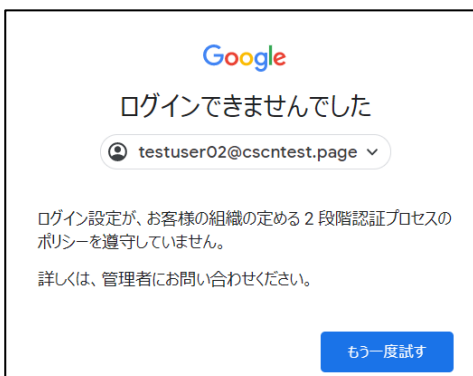 Google
ログインできませんでした
testuser02@cscntest.page
ログイン設定が、お客様の組織の定める 2 段階認証プロセスの
ポリシーを遵守していません。
詳しくは、管理者にお問い合わせください。
もう一度試す